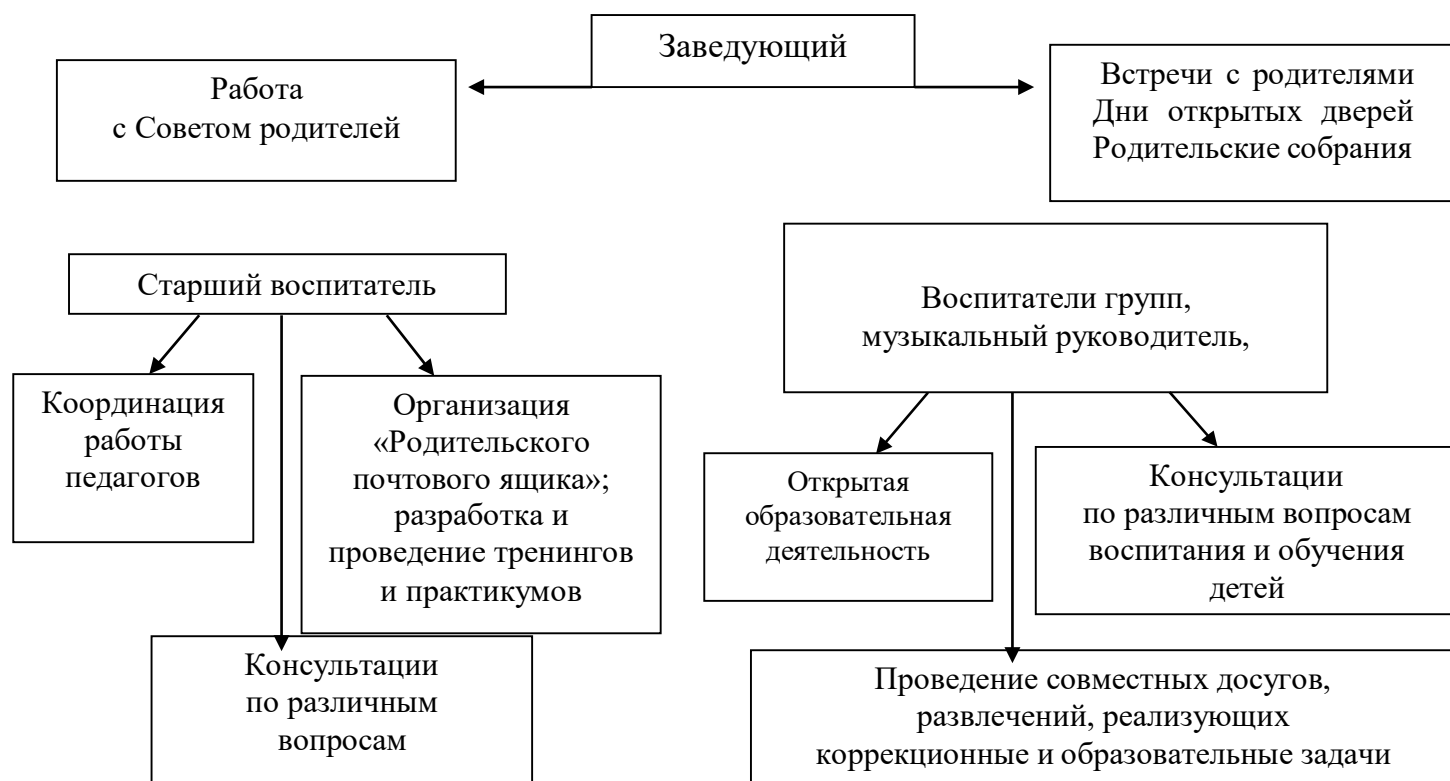 Заведующий
Работа
с Советом родителей
Встречи с родителями
Дни открытых дверей
Родительские собрания
Старший воспитатель
Воспитатели групп,
музыкальный руководитель,
Координация
работы
педагогов
Организация
«Родительского
почтового ящика»;
разработка и
проведение тренингов
и практикумов
Открытая
образовательная
деятельность
Консультации
по различным вопросам
воспитания и обучения
детей
Консультации
по различным
вопросам
Проведение совместных досугов,
развлечений, реализующих
коррекционные и образовательные задачи